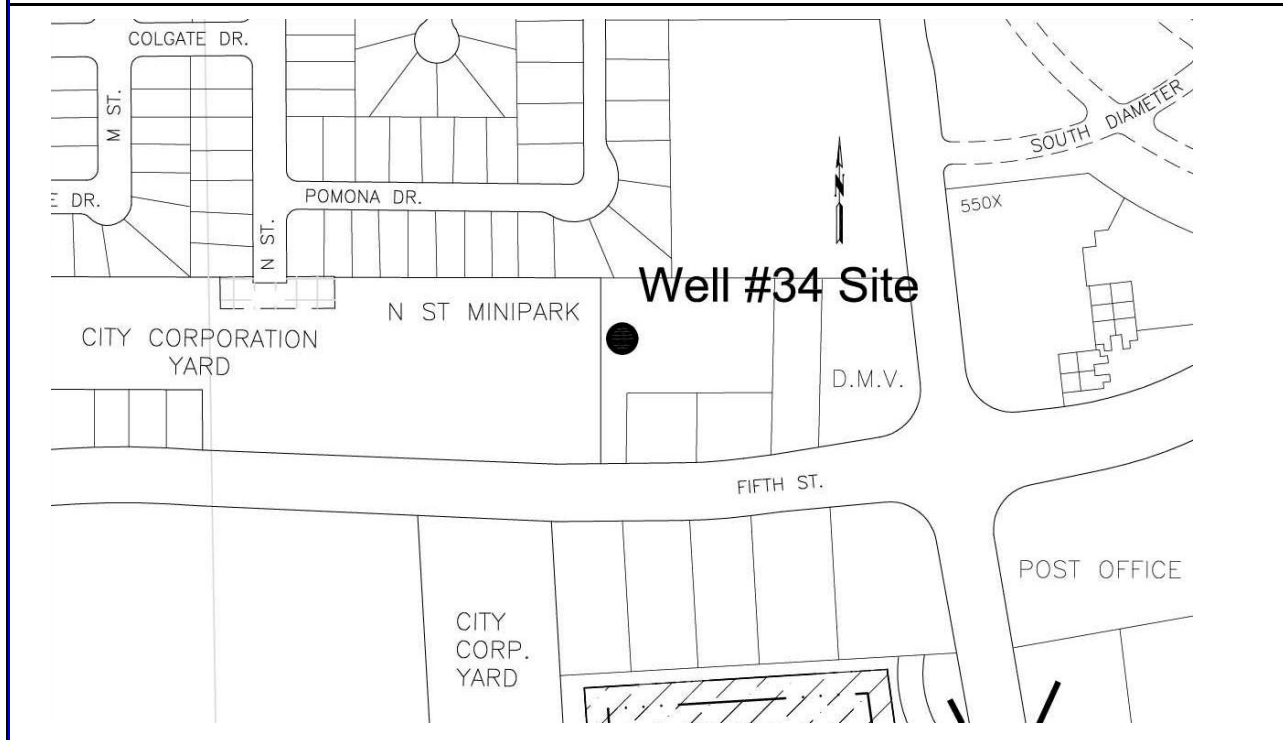 COLGATE DR.
M ST.
SOUTH DIAMETER
E DR.
POMONA DR.
N
550X
N ST.
Well #34 Site
N ST MINIPARK
CITY CORPORATION
YARD
D.M.V.
FIFTH ST.
POST OFFICE
CITY
CORP.
YARD